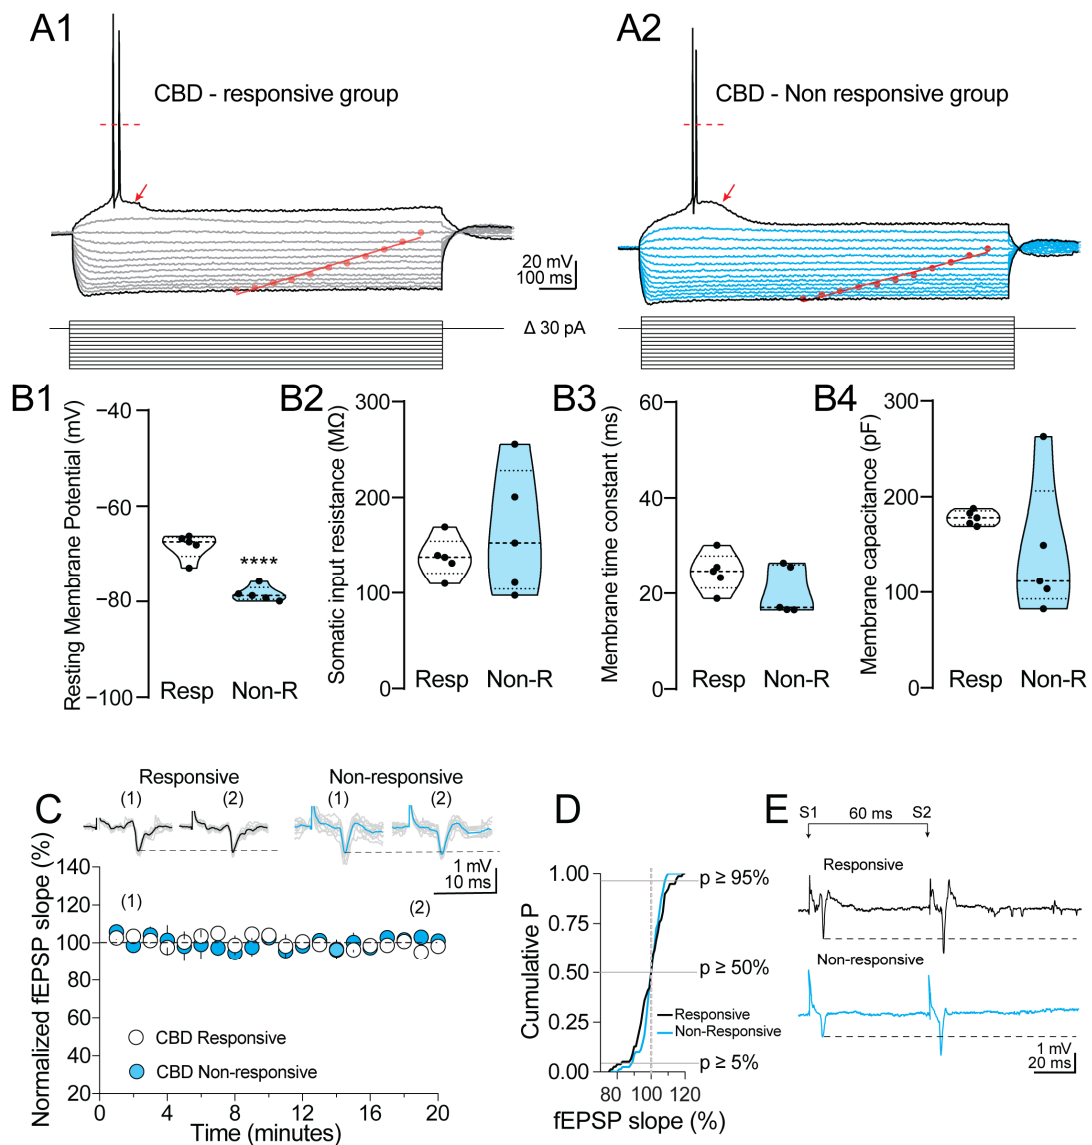 A1
A2
CBD - responsive group
CBD - Non responsive group
20 mV
100 ms
Δ 30 pA
B1
B2
B3
B4
Resting Membrane Potential (mV)
−40
−60
−80
−100
****
Resp
Non-R
Somatic input resistance (MΩ)
300
200
100
0
Resp
Non-R
Membrane time constant (ms)
60
40
20
0
Resp
Non-R
Membrane capacitance (pF)
300
200
100
0
Resp
Non-R
C
Responsive
Non-responsive
(1)
(2)
(1)
(2)
1 mV
10 ms
Normalized fEPSP slope (%)
140
120
100
80
60
40
20
(1)
(2)
CBD Responsive
CBD Non-responsive
0
4
8
12
16
20
Time (minutes)
D
Cumulative P
1.00
0.75
0.50
0.25
0.00
p ≥ 95%
p ≥ 50%
p ≥ 5%
Responsive
Non-Responsive
80
100
120
fEPSP slope (%)
E
S1
60 ms
S2
Responsive
Non-responsive
1 mV
20 ms